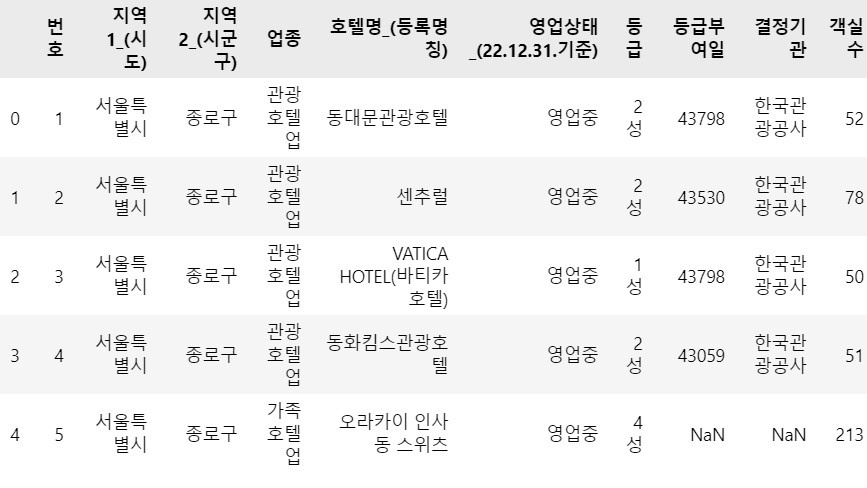 번호 지역1_(시도) 지역2_(시군구) 업종 호텔명_(등록명칭) 영업상태_(22.12.31.기준) 등급 등급부여일 결정기관 객실수
0 1 서울특별시 종로구 관광호텔업 동대문관광호텔 영업중 2성 43798 한국관광공사 52
1 2 서울특별시 종로구 관광호텔업 센추럴 영업중 2성 43530 한국관광공사 78
2 3 서울특별시 종로구 관광호텔업 VATICA HOTEL(바티카호텔) 영업중 1성 43798 한국관광공사 50
3 4 서울특별시 종로구 관광호텔업 동화킴스관광호텔 영업중 2성 43059 한국관광공사 51
4 5 서울특별시 종로구 가족호텔업 오라카이 인사동 스위츠 영업중 4성 NaN NaN 213